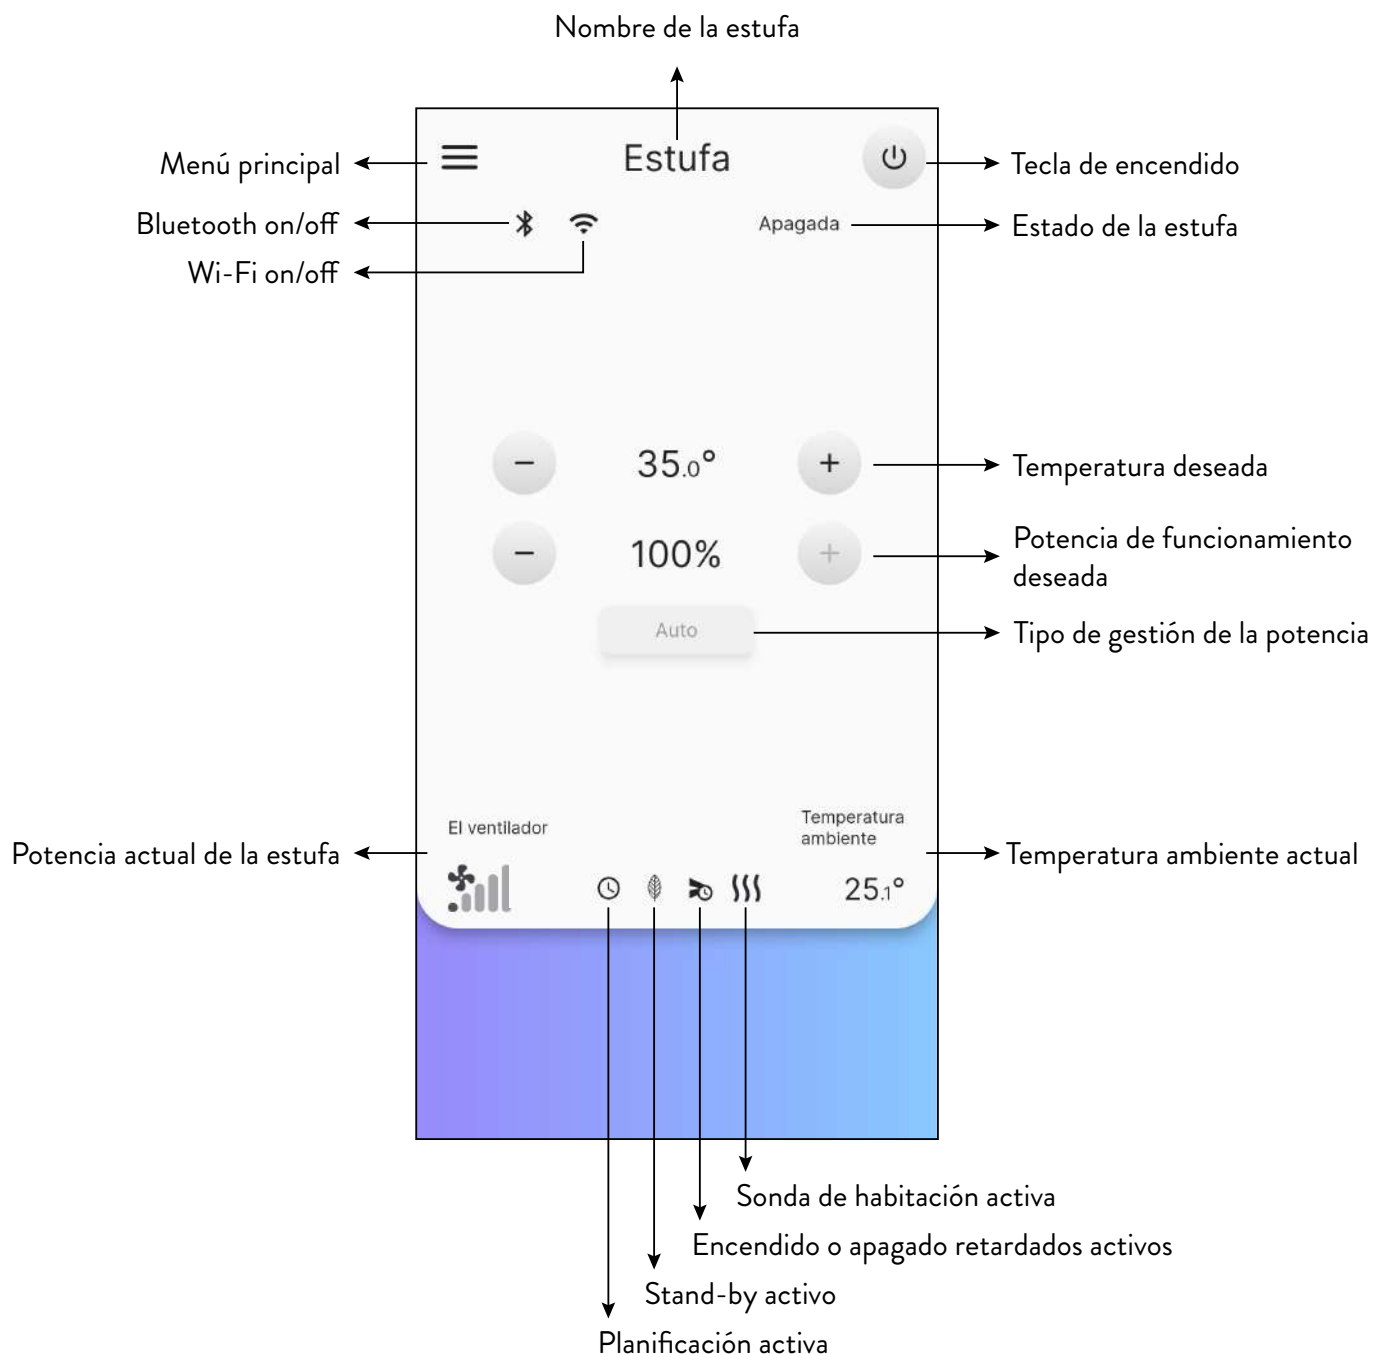 Nombre de la estufa
Menú principal
Estufa
Tecla de encendido
Bluetooth on/off
Apagada
Estado de la estufa
Wi-Fi on/off
35.0°
Temperatura deseada
100%
Potencia de funcionamiento
deseada
Auto
Tipo de gestión de la potencia
El ventilador
Temperatura
ambiente
Potencia actual de la estufa
Temperatura ambiente actual
25.1°
Sonda de habitación activa
Encendido o apagado retardados activos
Stand-by activo
Planificación activa